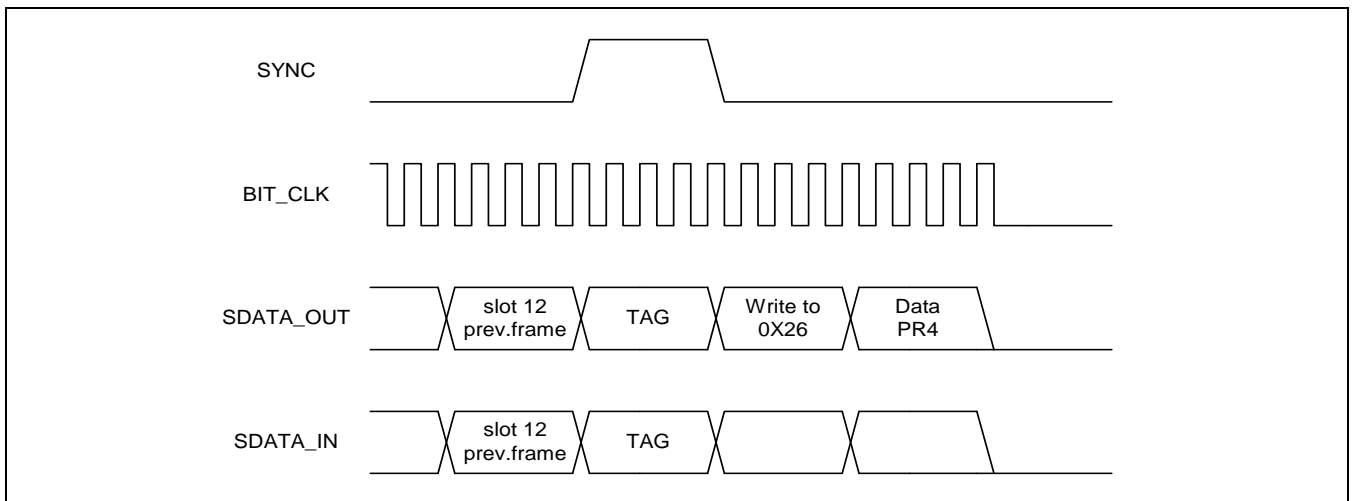 SYNC
BIT_CLK
SDATA_OUT
slot 12
prev.frame
TAG
Write to
0X26
Data
PR4
SDATA_IN
slot 12
prev.frame
TAG